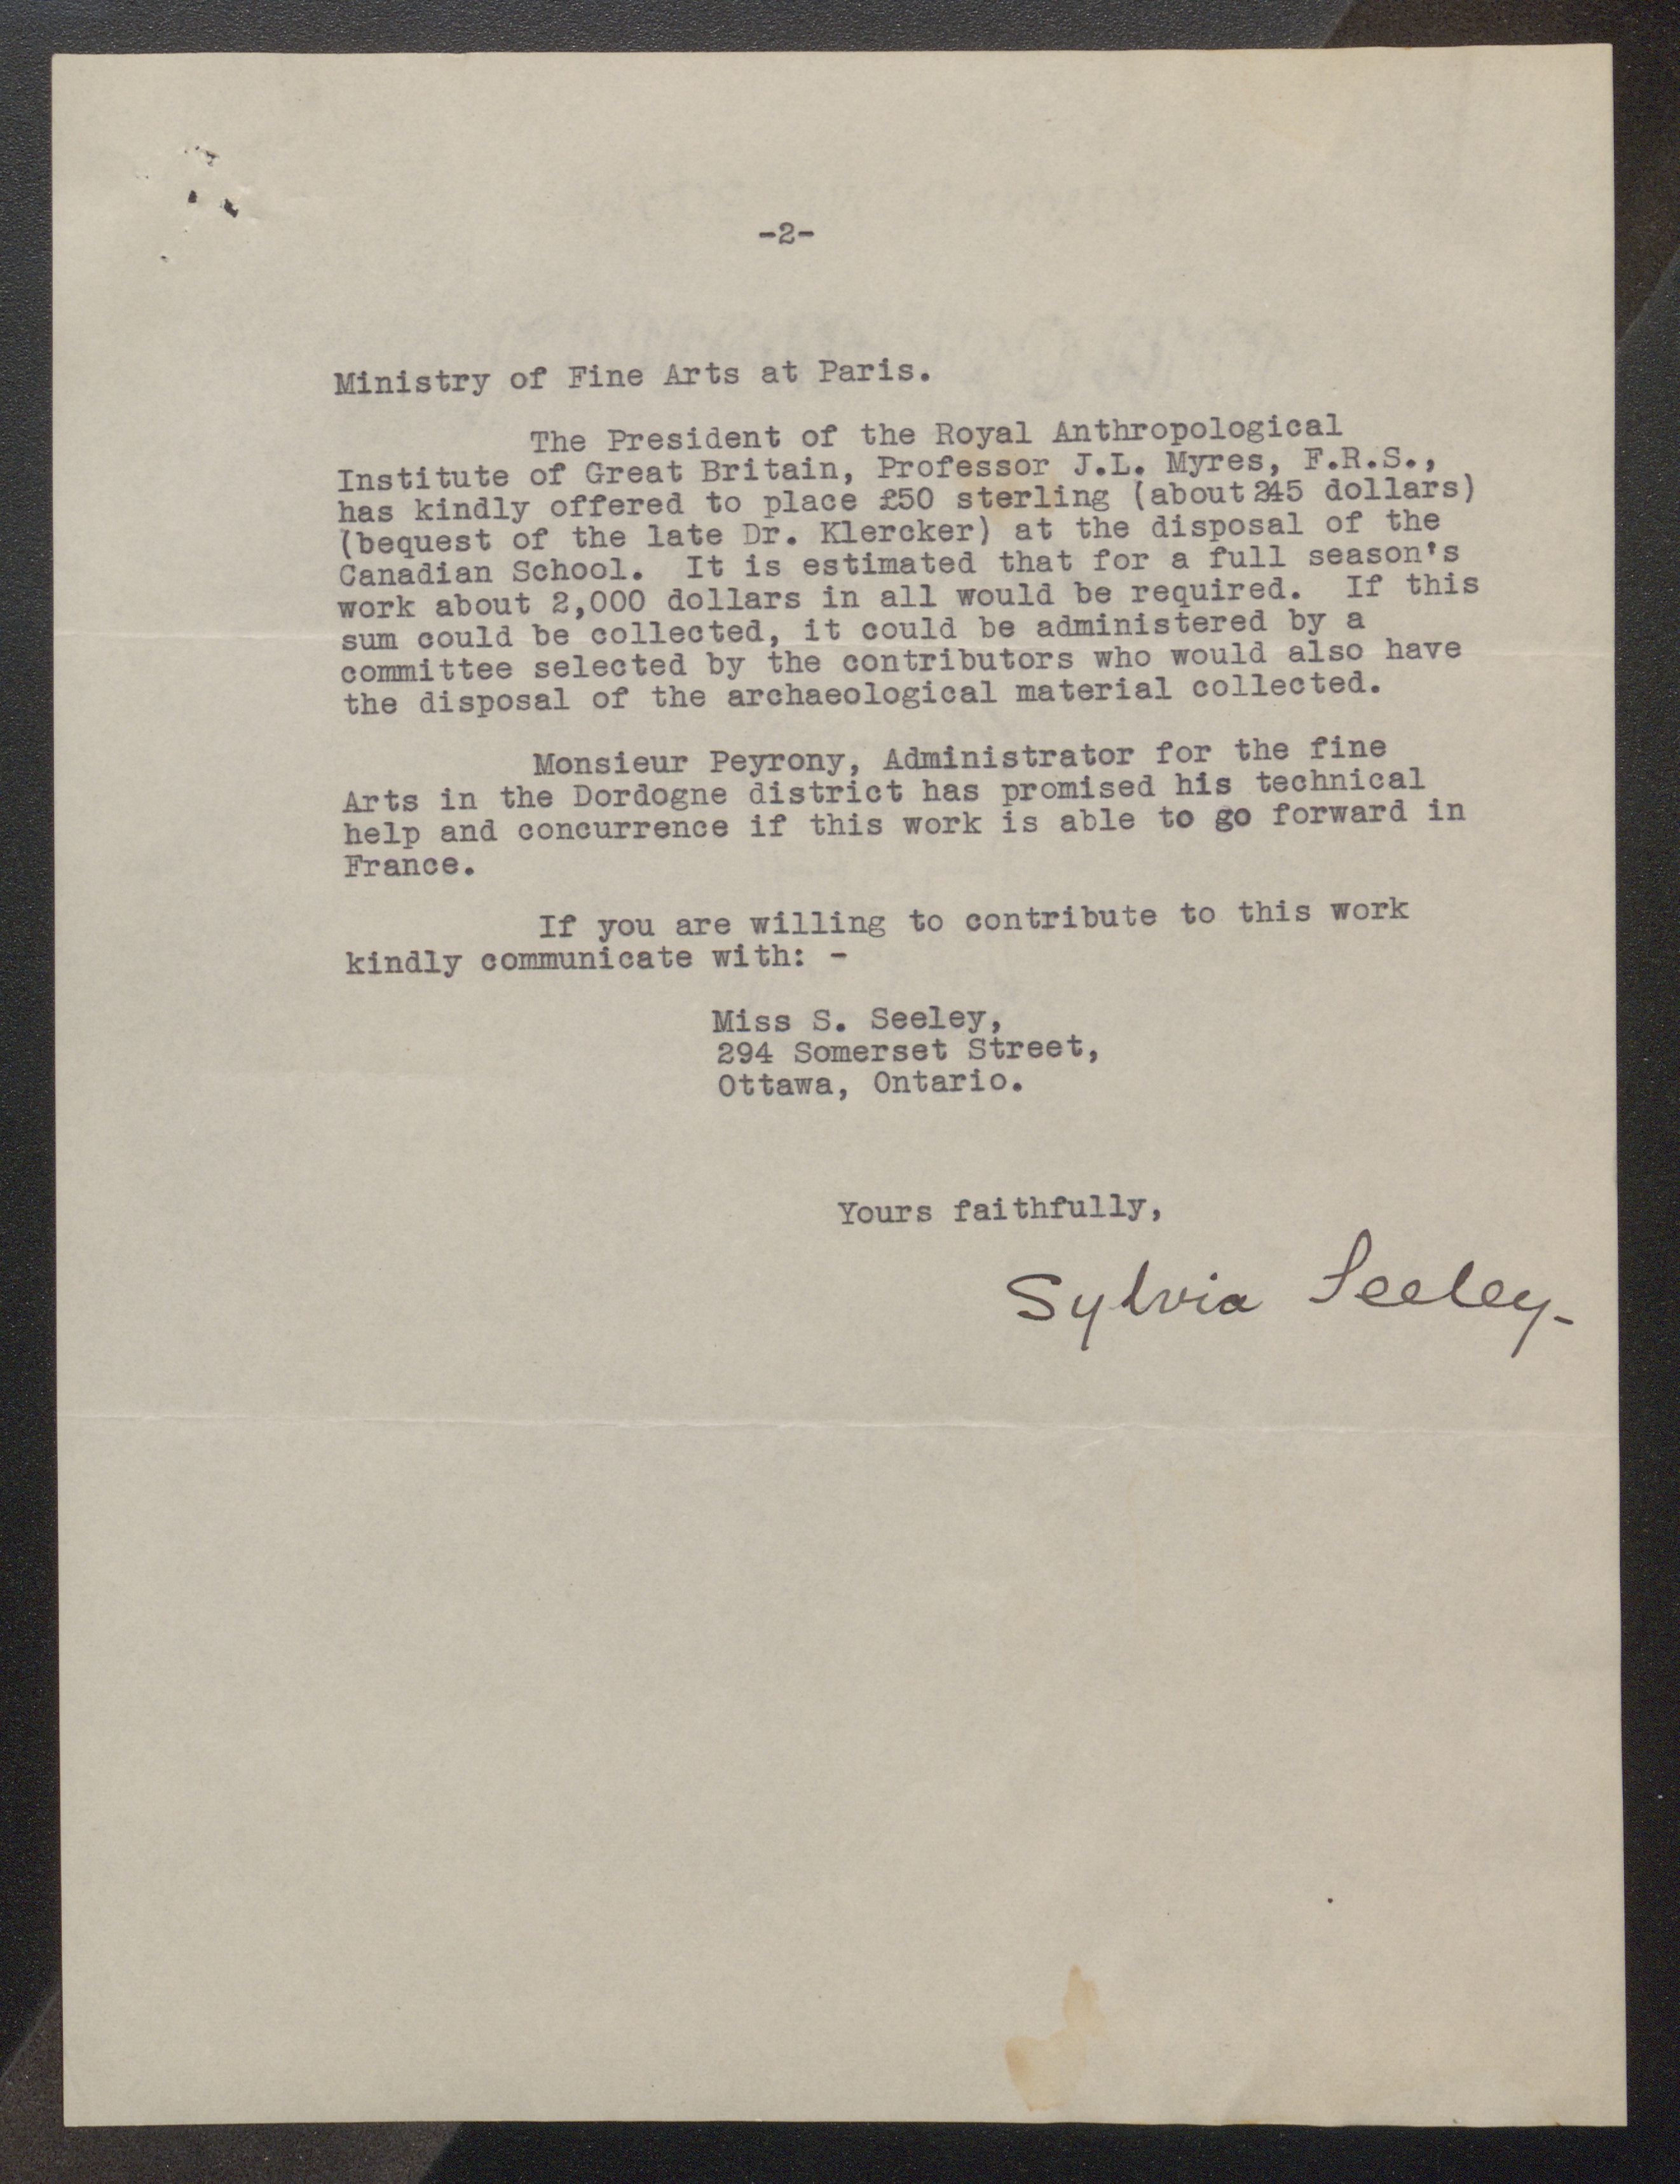 -2-
Ministry of Fine Arts at Paris.
The President of the Royal Anthropological
Institute of Great Britain, Professor J.L. Myres, F.R.S.,
has kindly offered to place £50 sterling (about 245 dollars)
(bequest of the late Dr. Klercker) at the disposal of the
Canadian School. It is estimated that for a full season's
work about 2,000 dollars in all would be required. If this
sum could be collected, it could be administered by a
committee selected by the contributors who would also have
the disposal of the archaeological material collected.
Monsieur Peyrony, Administrator for the fine
Arts in the Dordogne district has promised his technical
help and concurrence if this work is able to go forward in
France.
If you are willing to contribute to this work
kindly communicate with: -
Miss S. Seeley,
294 Somerset Street,
Ottawa, Ontario.
Yours faithfully,
Sylvia Seeley-